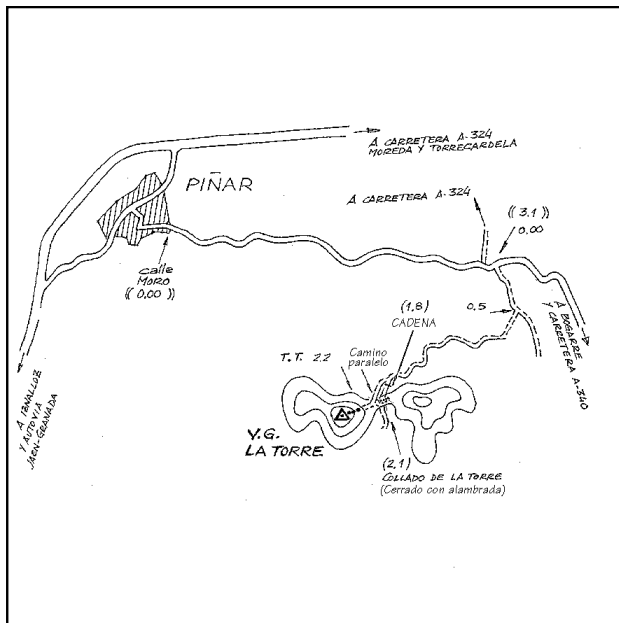 A CARRETERA A-324
MOREDA Y TORRECARDELA
PIÑAR
A CARRETERA A-324
((3.1))
0,00
calle
MORO
((0,00))
(1.8)
CADENA
0.5
T.T. 2.2
Camino
paralelo
A BOGARRE
Y CARRETERA A-340
A IZNALLOZ
Y AUTOVIA
JAEN-GRANADA
V.G.
LA TORRE
(2.1)
COLLADO DE LA TORRE
(Cerrado con alambrada)